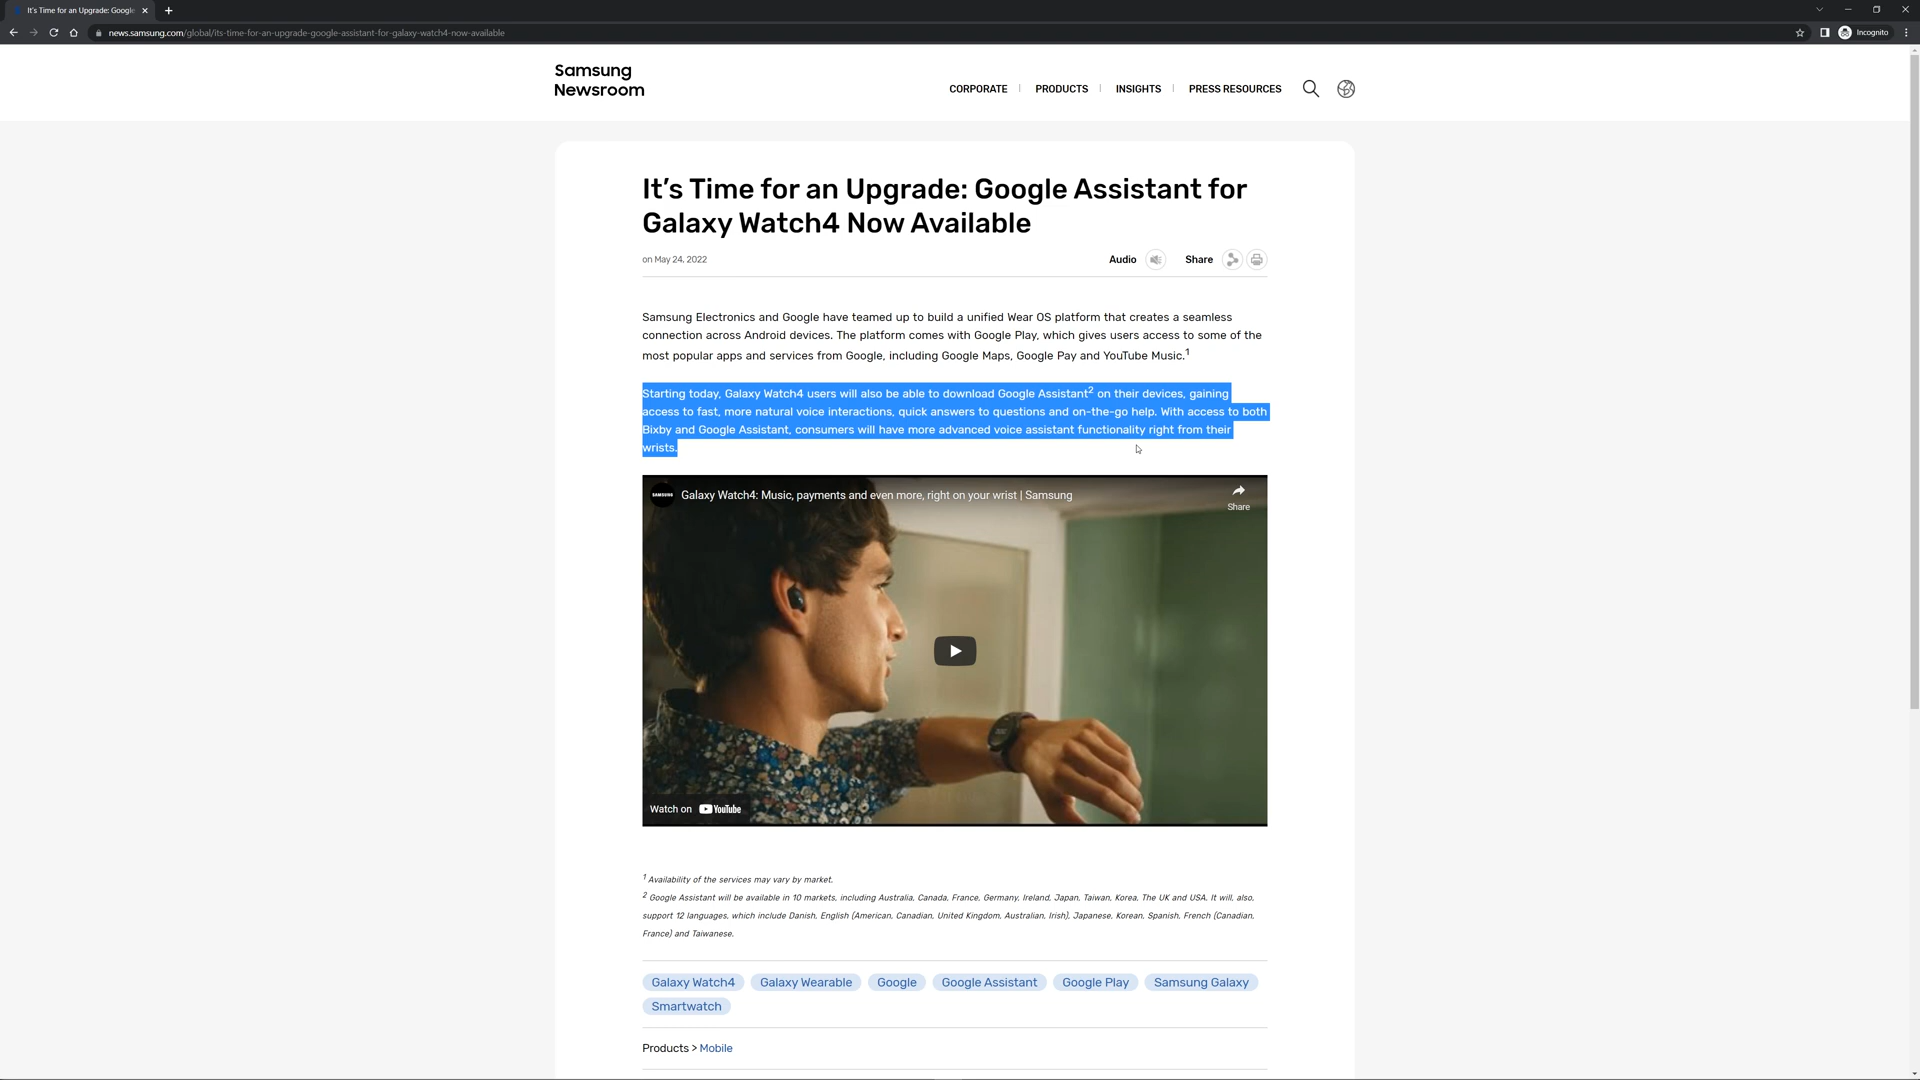 It's Time for an Upgrade: Google
news.samsung.com/global/its-time-for-an-upgrade-google-assistant-for-galaxy-watch4-now-available
Incognito
Samsung
Newsroom
CORPORATE
PRODUCTS
INSIGHTS
PRESS RESOURCES
It's Time for an Upgrade: Google Assistant for
Galaxy Watch4 Now Available
on May 24, 2022
Audio
Share
Samsung Electronics and Google have teamed up to build a unified Wear OS platform that creates a seamless
connection across Android devices. The platform comes with Google Play, which gives users access to some of the
most popular apps and services from Google, including Google Maps, Google Pay and YouTube Music.1
Starting today, Galaxy Watch4 users will also be able to download Google Assistant2 on their devices, gaining
access to fast, more natural voice interactions, quick answers to questions and on-the-go help. With access to both
Bixby and Google Assistant, consumers will have more advanced voice assistant functionality right from their
wrists.
SAMSUNG
Galaxy Watch4: Music, payments and even more, right on your wrist | Samsung
Share
Watch on YouTube
1 Availability of the services may vary by market.
2 Google Assistant will be available in 10 markets, including Australia, Canada, France, Germany, Ireland, Japan, Taiwan, Korea, The UK and USA. It will, also,
support 12 languages, which include Danish, English (American, Canadian, United Kingdom, Australian, Irish), Japanese, Korean, Spanish, French (Canadian,
France) and Taiwanese.
Galaxy Watch4
Galaxy Wearable
Google
Google Assistant
Google Play
Samsung Galaxy
Smartwatch
Products > Mobile